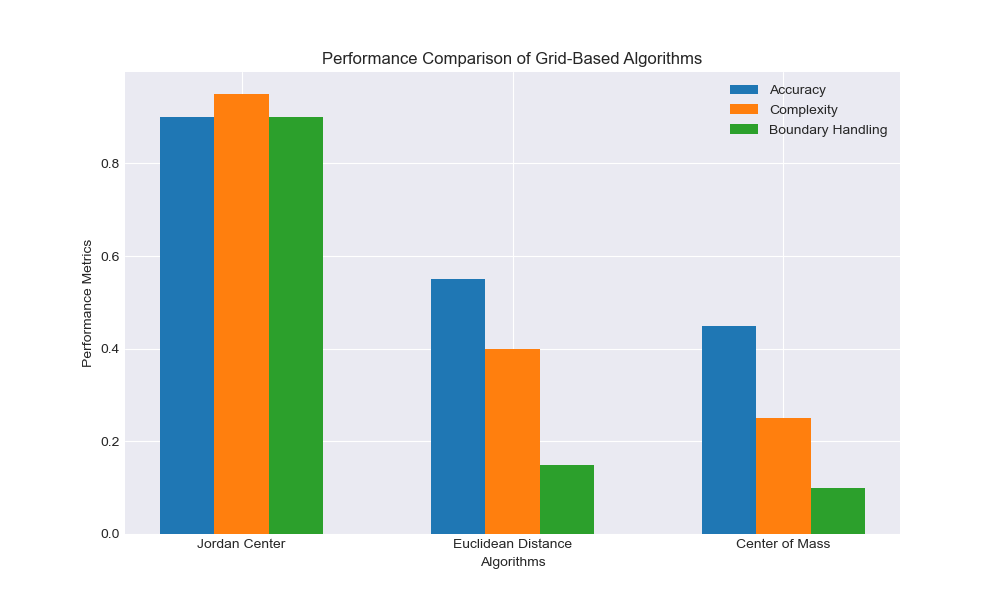 Performance Comparison of Grid-Based Algorithms
Accuracy
Complexity
Boundary Handling
Performance Metrics
0.8
0.6
0.4
0.2
0.0
Jordan Center
Euclidean Distance
Center of Mass
Algorithms